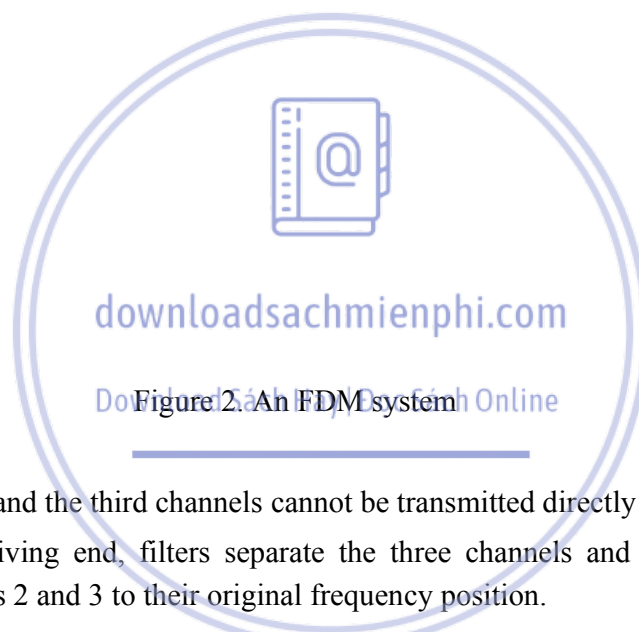 @
downloadsachmienphi.com
Download Sách Hay | Đọc Sách Online
Figure 2. An FDM system
and the third channels cannot be transmitted directly
iving end, filters separate the three channels and
s 2 and 3 to their original frequency position.